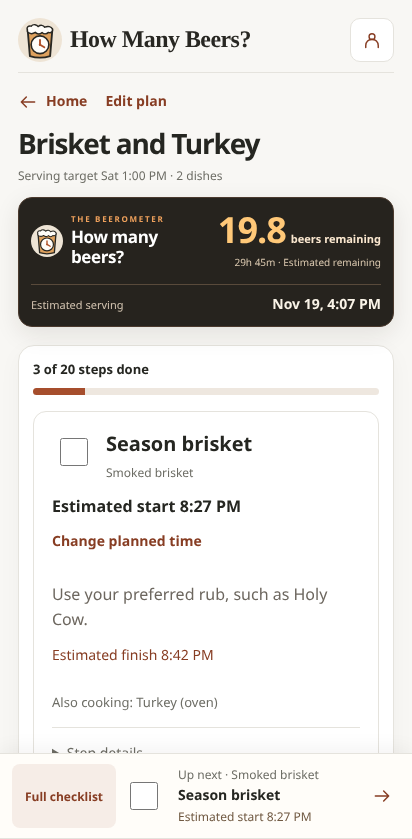 How Many Beers?
← Home Edit plan
Brisket and Turkey
Serving target Sat 1:00 PM · 2 dishes
THE BEEROMETER
How many
beers?
19.8 beers remaining
29h 45m · Estimated remaining
Estimated serving
Nov 19, 4:07 PM
3 of 20 steps done
Season brisket
Smoked brisket
Estimated start 8:27 PM
Change planned time
Use your preferred rub, such as Holy
Cow.
Estimated finish 8:42 PM
Also cooking: Turkey (oven)
▶ Step details
Full checklist
Up next · Smoked brisket
Season brisket
Estimated start 8:27 PM
→